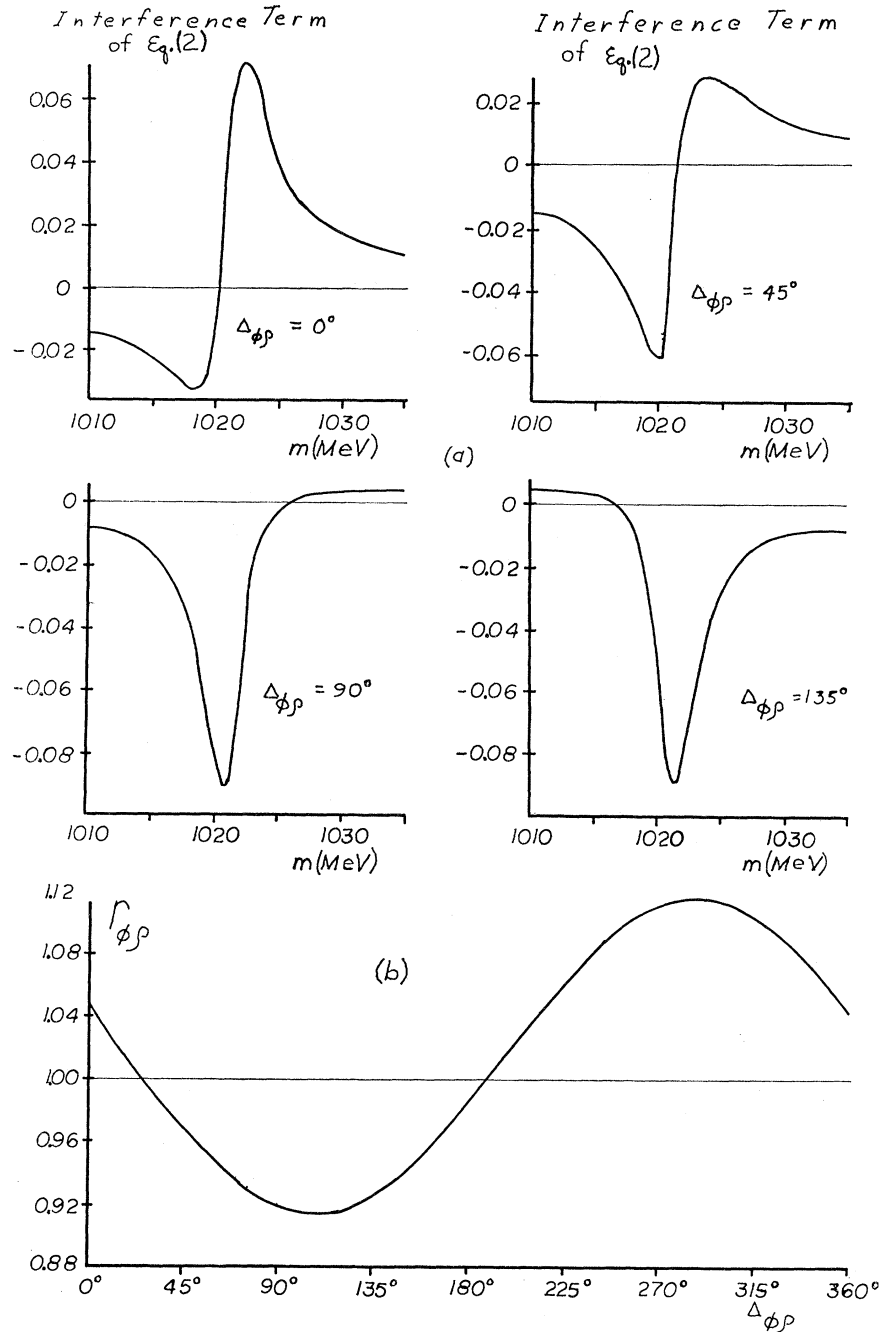 Interference Term
of Eq.(2)
0.06
0.04
0.02
0
-0.02
Δϕρ = 0°
1010
1020
1030
m(MeV)
Interference Term
of Eq.(2)
0.02
0
-0.02
-0.04
-0.06
Δϕρ = 45°
1010
1020
1030
m(MeV)
(a)
0
-0.02
-0.04
-0.06
-0.08
Δϕρ = 90°
1010
1020
1030
m(MeV)
0
-0.02
-0.04
-0.06
-0.08
Δϕρ = 135°
1010
1020
1030
m(MeV)
1.12
Γϕρ
1.08
(b)
1.04
1.00
0.96
0.92
0.88
0° 45° 90° 135° 180° 225° 270° 315° 360°
Δϕρ